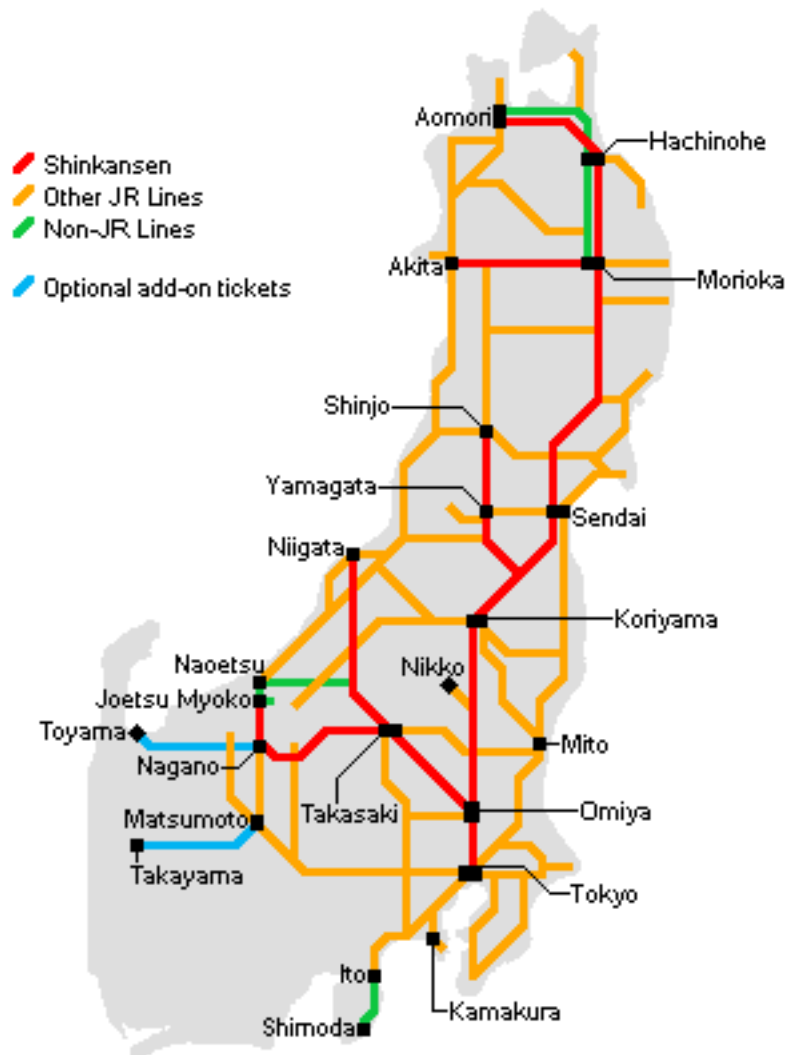 Aomori
Hachinohe
Shinkansen
Other JR Lines
Non-JR Lines
Akita
Morioka
Optional add-on tickets
Shinjo
Yamagata
Sendai
Niigata
Koriyama
Naoetsu
Nikko
Joetsu Myoko
Toyama
Mito
Nagano
Takasaki
Omiya
Matsumoto
Takayama
Tokyo
Ito
Kamakura
Shimoda